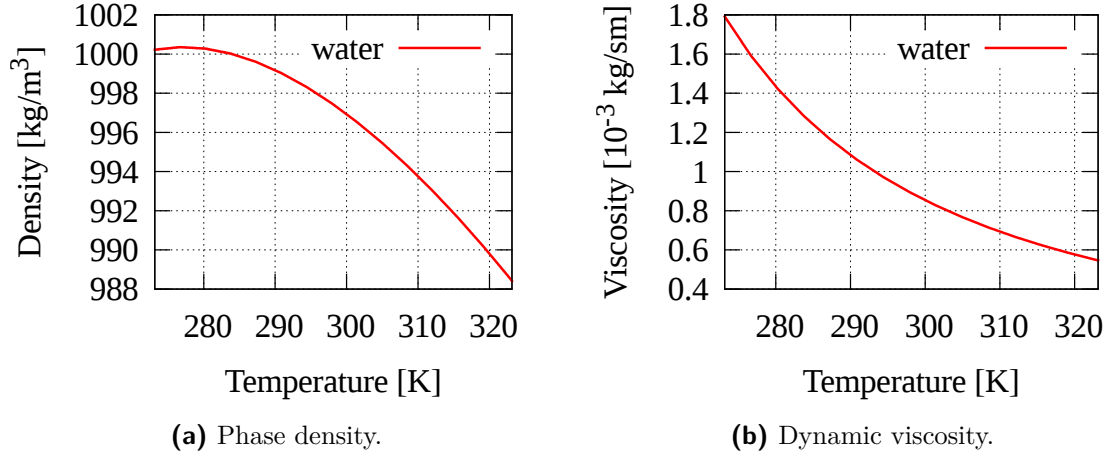 1002
1000
998
996
994
992
990
988
280 290 300 310 320
Density [kg/m³]
Temperature [K]
water
(a) Phase density.
1.8
1.6
1.4
1.2
1
0.8
0.6
0.4
280 290 300 310 320
Viscosity [10⁻³ kg/sm]
Temperature [K]
water
(b) Dynamic viscosity.